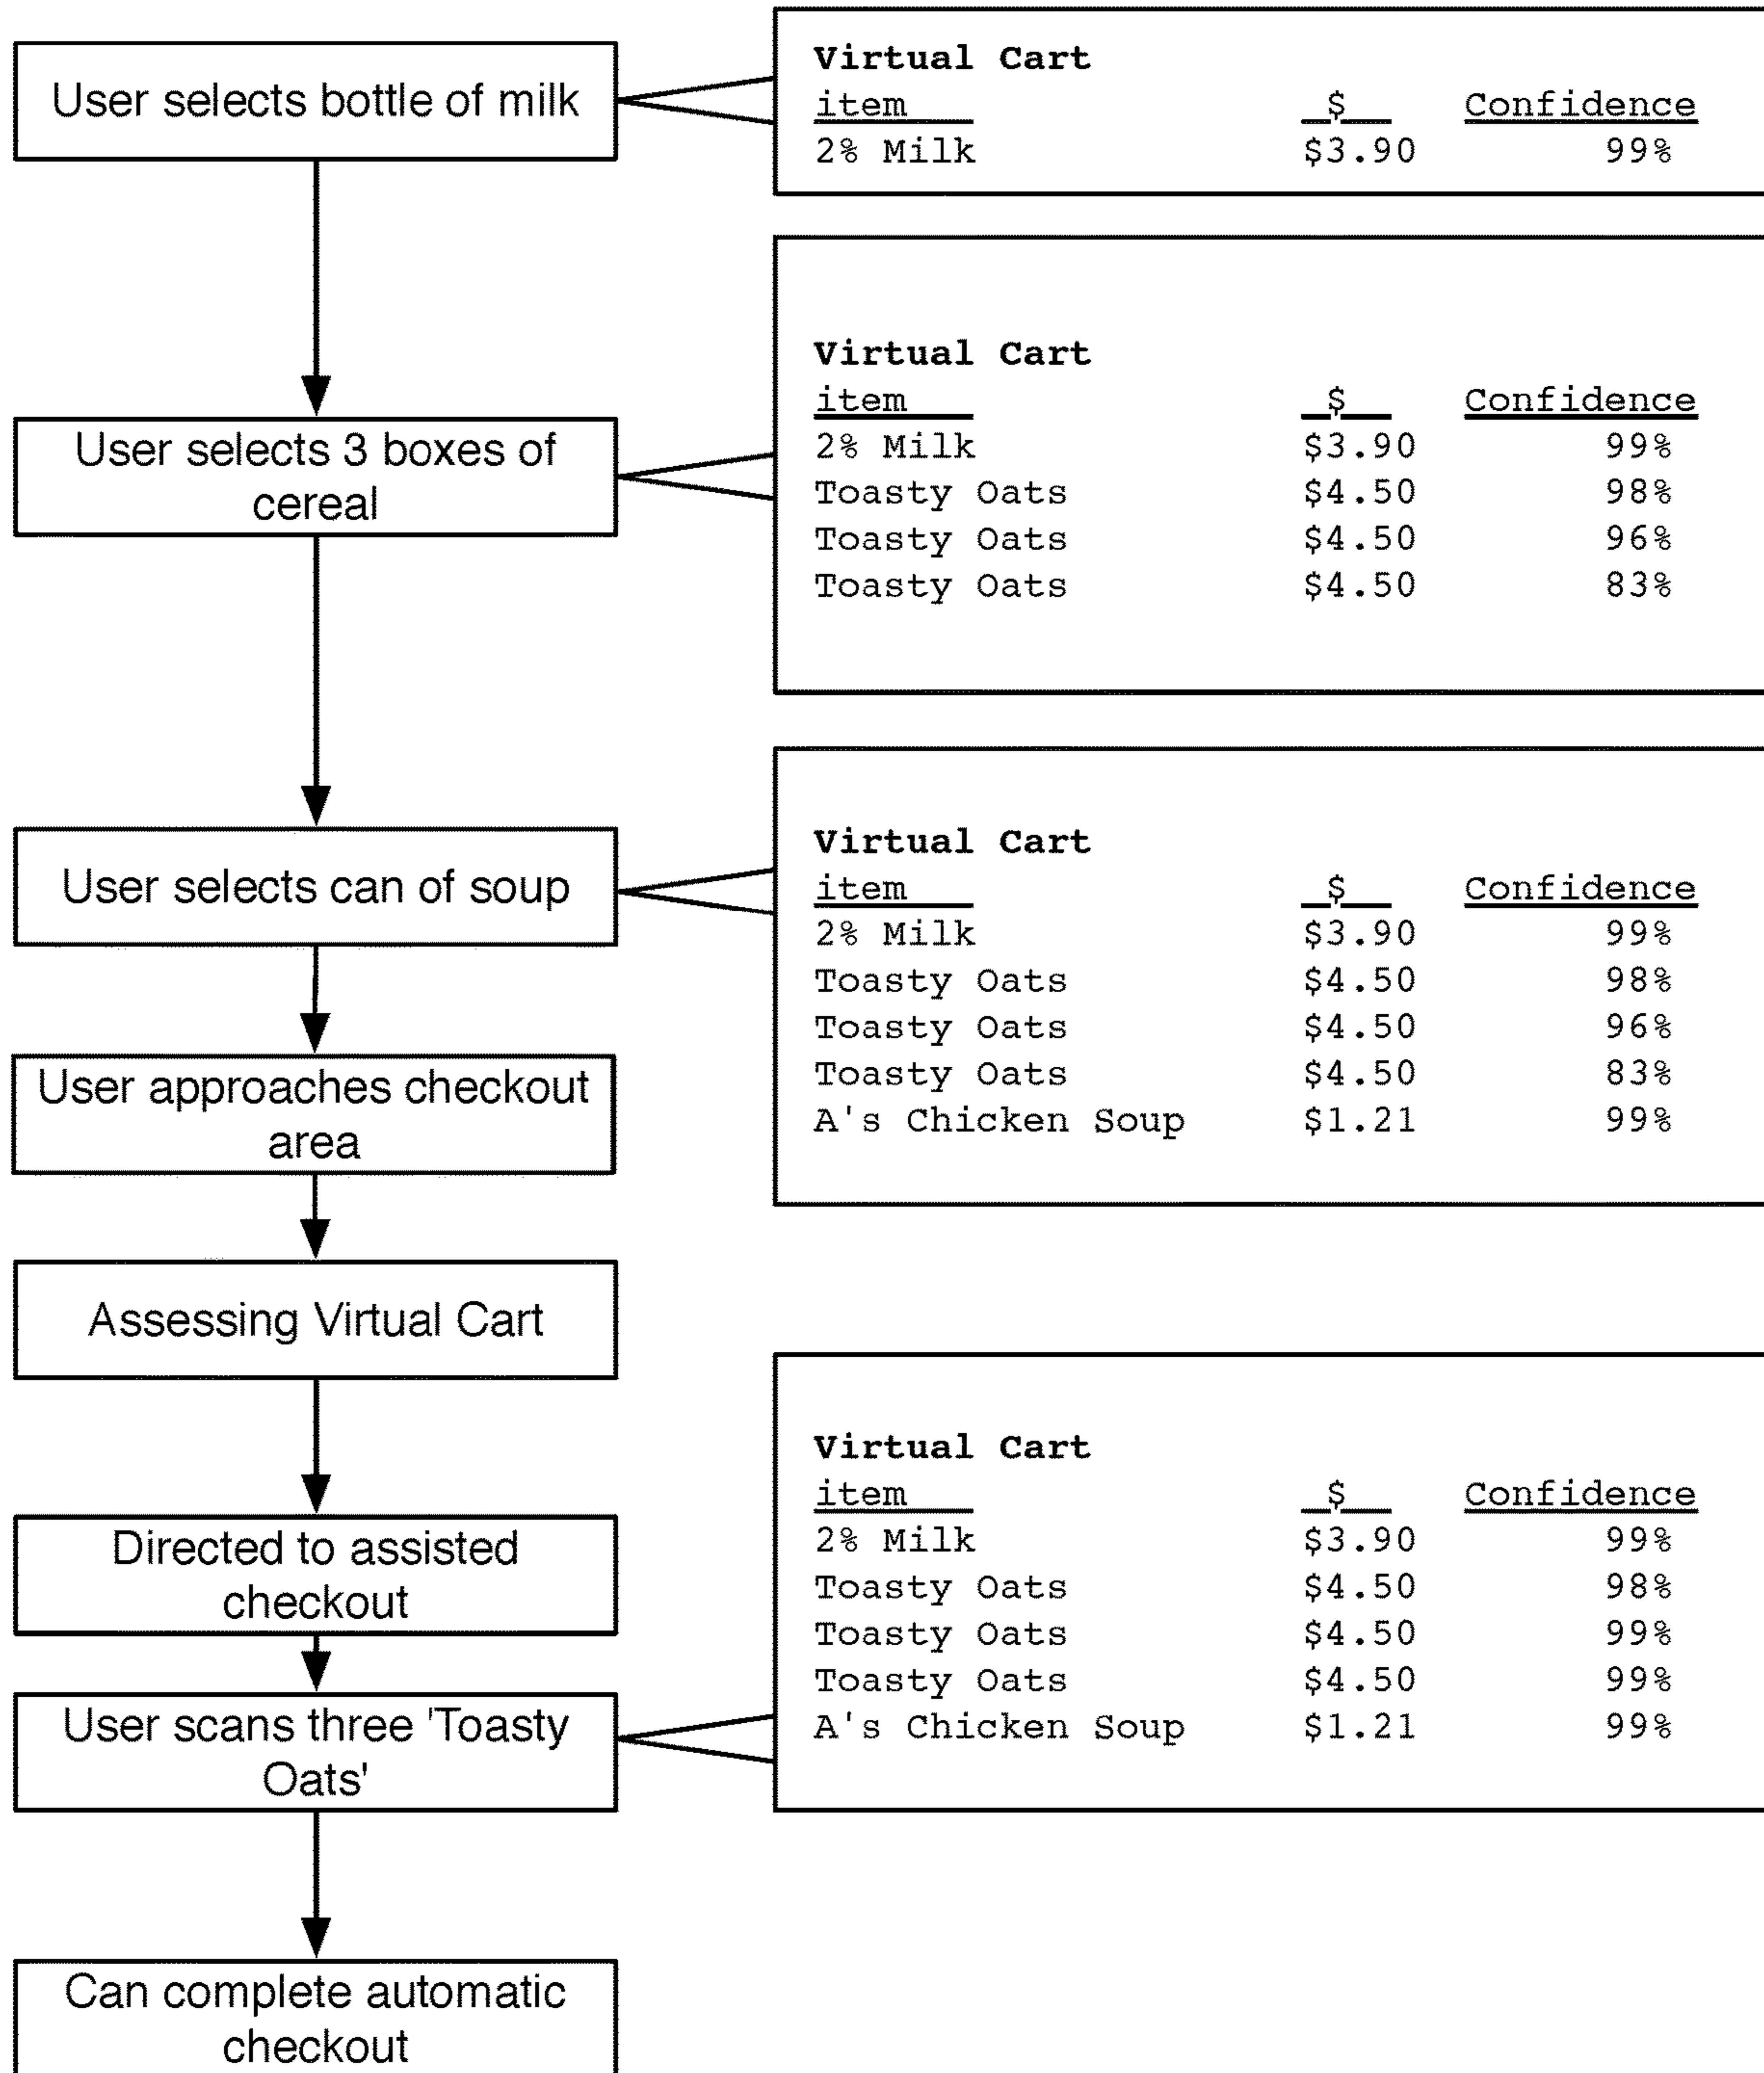 User selects bottle of milk
Virtual Cart
item $ Confidence
2% Milk $3.90 99%
User selects 3 boxes of
cereal
Virtual Cart
item $ Confidence
2% Milk $3.90 99%
Toasty Oats $4.50 98%
Toasty Oats $4.50 96%
Toasty Oats $4.50 83%
User selects can of soup
Virtual Cart
item $ Confidence
2% Milk $3.90 99%
Toasty Oats $4.50 98%
Toasty Oats $4.50 96%
Toasty Oats $4.50 83%
A's Chicken Soup $1.21 99%
User approaches checkout
area
Assessing Virtual Cart
Directed to assisted
checkout
User scans three 'Toasty
Oats'
Virtual Cart
item $ Confidence
2% Milk $3.90 99%
Toasty Oats $4.50 98%
Toasty Oats $4.50 99%
Toasty Oats $4.50 99%
A's Chicken Soup $1.21 99%
Can complete automatic
checkout